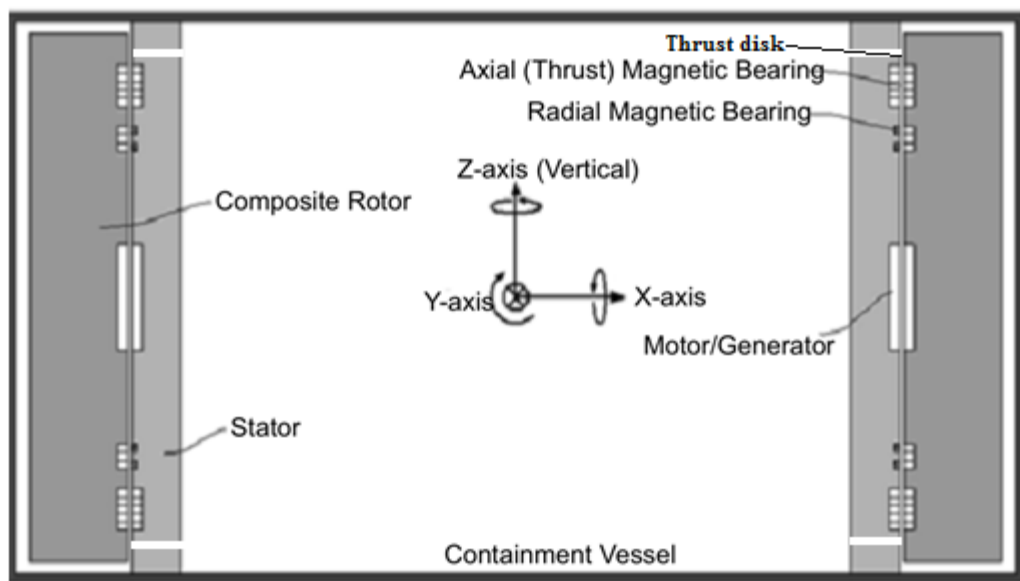 Thrust disk
Axial (Thrust) Magnetic Bearing
Radial Magnetic Bearing
Z-axis (Vertical)
Composite Rotor
Y-axis
X-axis
Motor/Generator
Stator
Containment Vessel